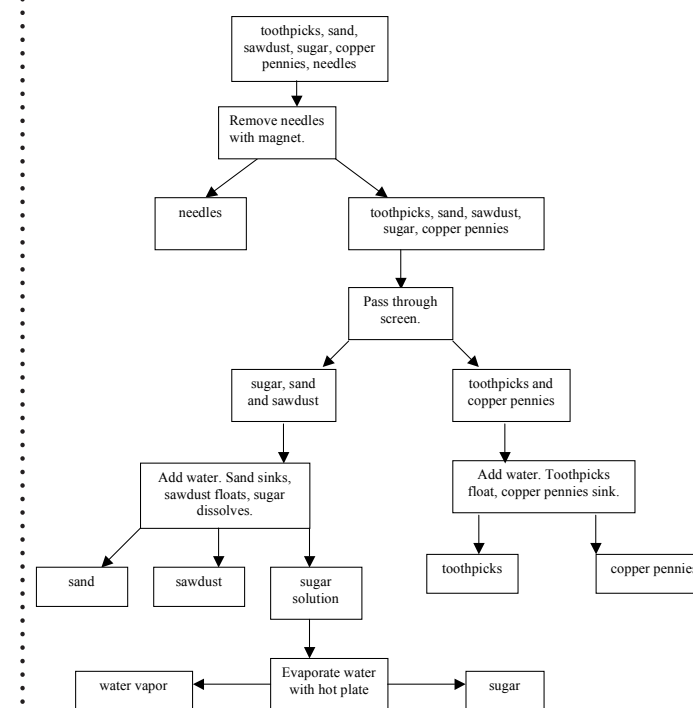 toothpicks, sand,
sawdust, sugar, copper
pennies, needles
Remove needles
with magnet.
needles
toothpicks, sand, sawdust,
sugar, copper pennies
Pass through
screen.
sugar, sand
and sawdust
toothpicks and
copper pennies
Add water. Sand sinks,
sawdust floats, sugar
dissolves.
Add water. Toothpicks
float, copper pennies sink.
sand
sawdust
sugar
solution
toothpicks
copper pennies
water vapor
Evaporate water
with hot plate
sugar